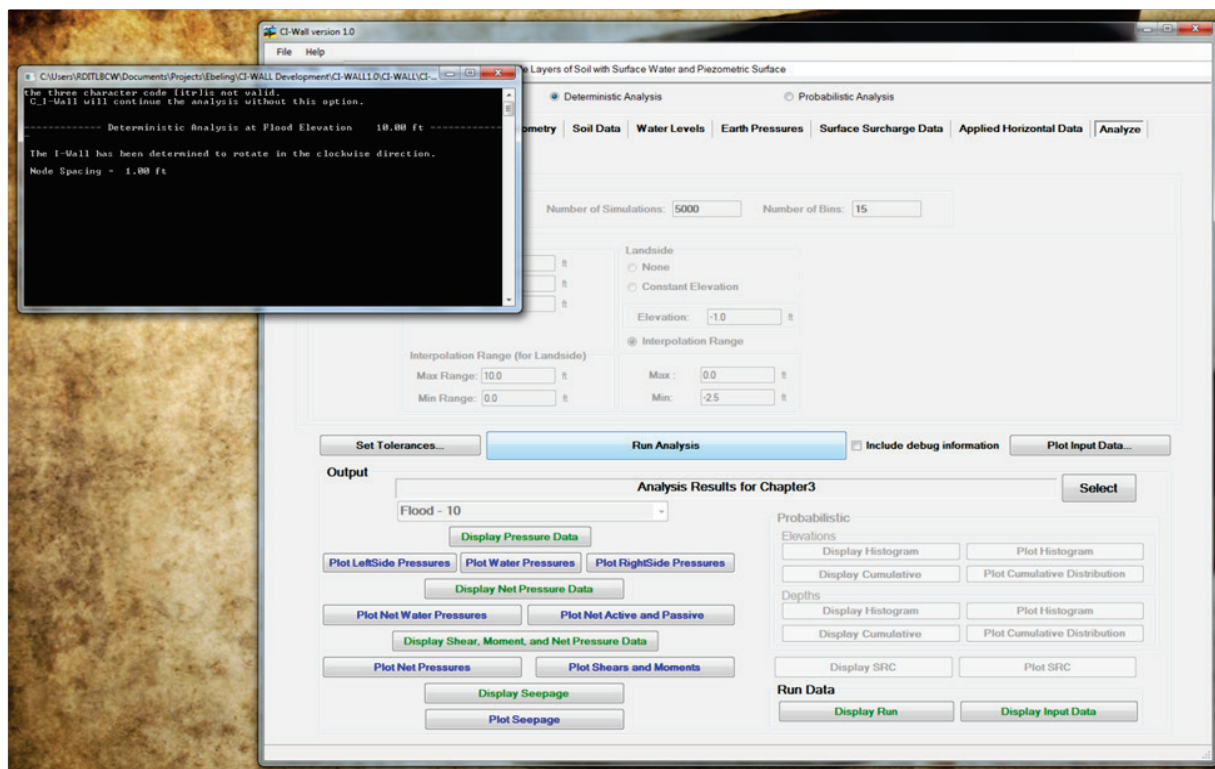 CI-Wall version 1.0
File Help
C:\Users\RDITLBCW\Documents\Projects\Ebeling\CI-WALL Development\CI-WALL1.0\CI-WALL\CI-...
the three character code [itr]is not valid.
C_I-Wall will continue the analysis without this option.
------------ Deterministic Analysis at Flood Elevation 10.00 ft ------------
The I-Wall has been determined to rotate in the clockwise direction.
Node Spacing = 1.00 ft
Layers of Soil with Surface Water and Piezometric Surface
Deterministic Analysis Probabilistic Analysis
ometry Soil Data Water Levels Earth Pressures Surface Surcharge Data Applied Horizontal Data Analyze
Number of Simulations: 5000 Number of Bins: 15
Landside
ft None
ft Constant Elevation
ft
Elevation: -1.0 ft
Interpolation Range
Interpolation Range (for Landside)
Max Range: 10.0 ft Max : 0.0 ft
Min Range: 0.0 ft Min: -2.5 ft
Set Tolerances... Run Analysis Include debug information Plot Input Data...
Output
Analysis Results for Chapter3 Select
Flood - 10
Probabilistic
Display Pressure Data
Elevations
Display Histogram Plot Histogram
Plot LeftSide Pressures Plot Water Pressures Plot RightSide Pressures
Display Cumulative Plot Cumulative Distribution
Display Net Pressure Data
Depths
Plot Net Water Pressures Plot Net Active and Passive
Display Histogram Plot Histogram
Display Shear, Moment, and Net Pressure Data
Display Cumulative Plot Cumulative Distribution
Plot Net Pressures Plot Shears and Moments
Display SRC Plot SRC
Display Seepage
Run Data
Plot Seepage
Display Run Display Input Data